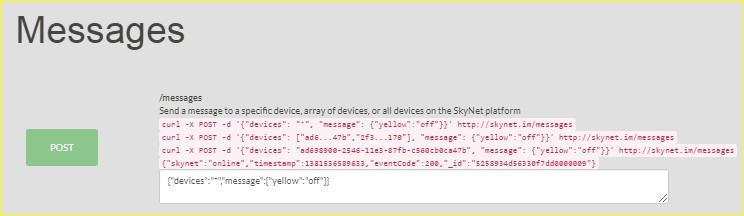 Messages
/messages
Send a message to a specific device, array of devices, or all devices on the SkyNet platform
curl -X POST -d '{"devices": "*", "message": {"yellow":"off"}}' http://skynet.im/messages
POST
curl -X POST -d '{"devices": ["ad6...47b","2f3...170"], "message": {"yellow":"off"}}' http://skynet.im/messages
curl -X POST -d '{"devices": "ad698900-2546-11e3-87fb-c560cb0ca47b", "message": {"yellow":"off"}}' http://skynet.im/messages
{"skynet":"online","timestamp":1381536589633,"eventCode":200,"_id":"5258934d56330f7dd0000009"}
{"devices":"*","message":{"yellow":"off"}}